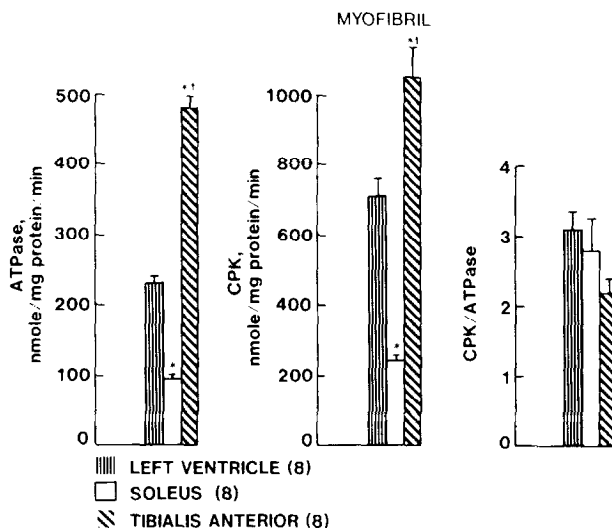 MYOFIBRIL
ATPase,
nmole/mg protein/min
500
400
300
200
100
0
* †
*
CPK,
nmole/mg protein/min
1000
800
600
400
200
0
*†
*
CPK/ATPase
4
3
2
1
0
LEFT VENTRICLE (8)
SOLEUS (8)
TIBIALIS ANTERIOR (8)